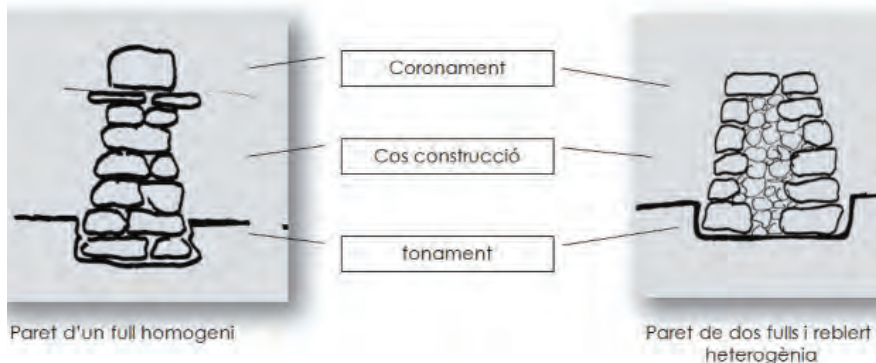 Coronament
Cos construcció
fonament
Paret d'un full homogeni
Paret de dos fulls i reblert
heterogènia